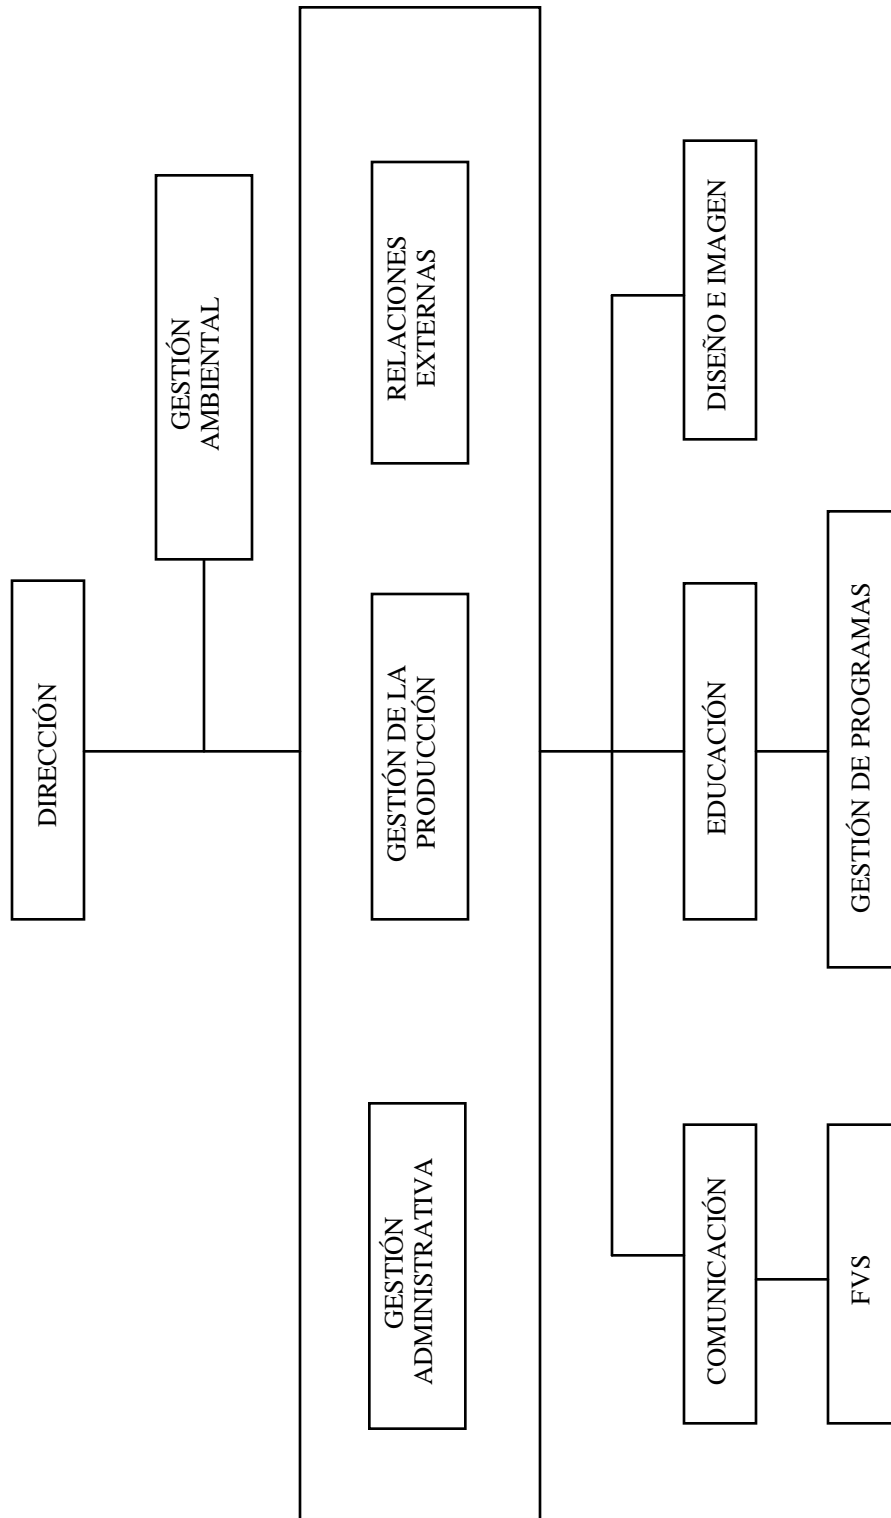 DIRECCIÓN
GESTIÓN
AMBIENTAL
GESTIÓN
ADMINISTRATIVA
GESTIÓN DE LA
PRODUCCIÓN
RELACIONES
EXTERNAS
COMUNICACIÓN
EDUCACIÓN
DISEÑO E IMAGEN
FVS
GESTIÓN DE PROGRAMAS